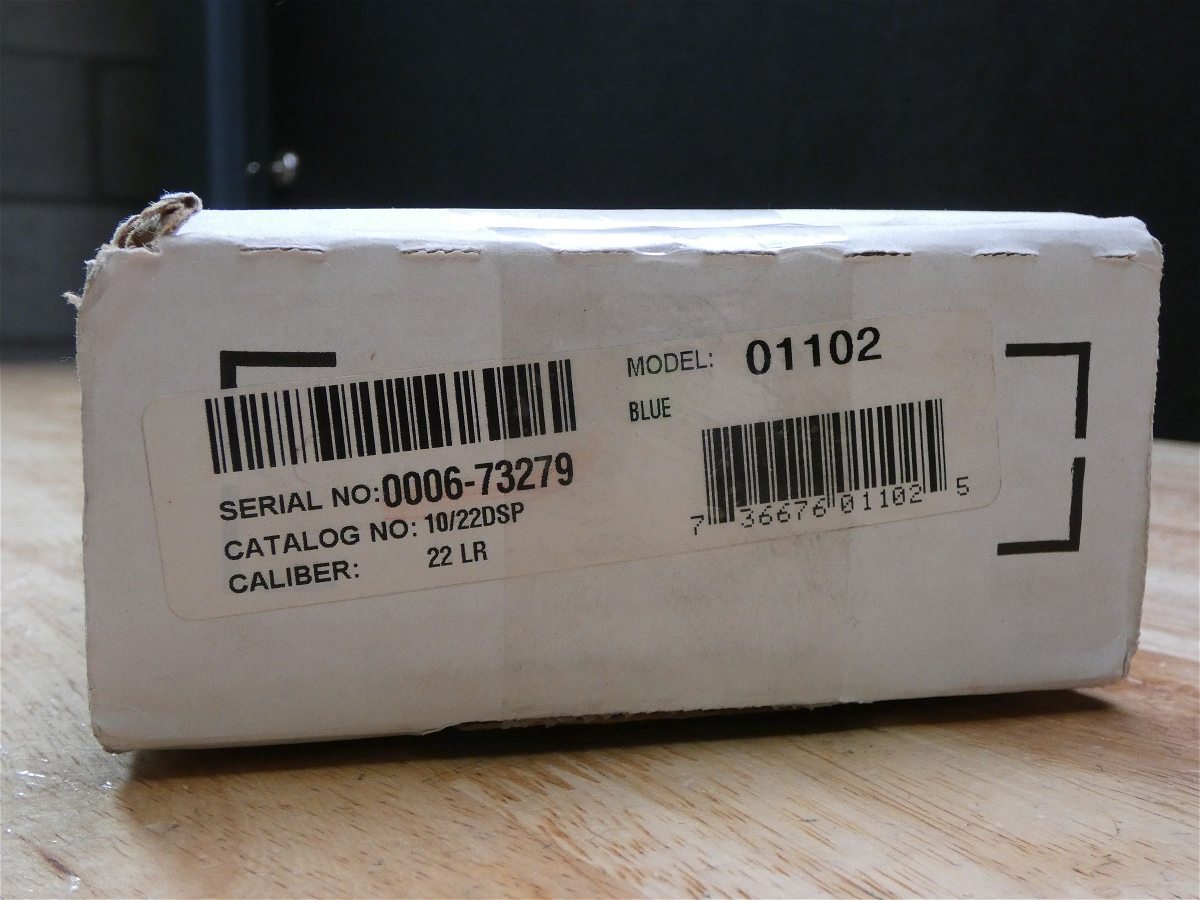 MODEL: 01102
BLUE
SERIAL NO: 0006-73279
CATALOG NO: 10/22DSP
CALIBER: 22 LR
7 36676 01102 5